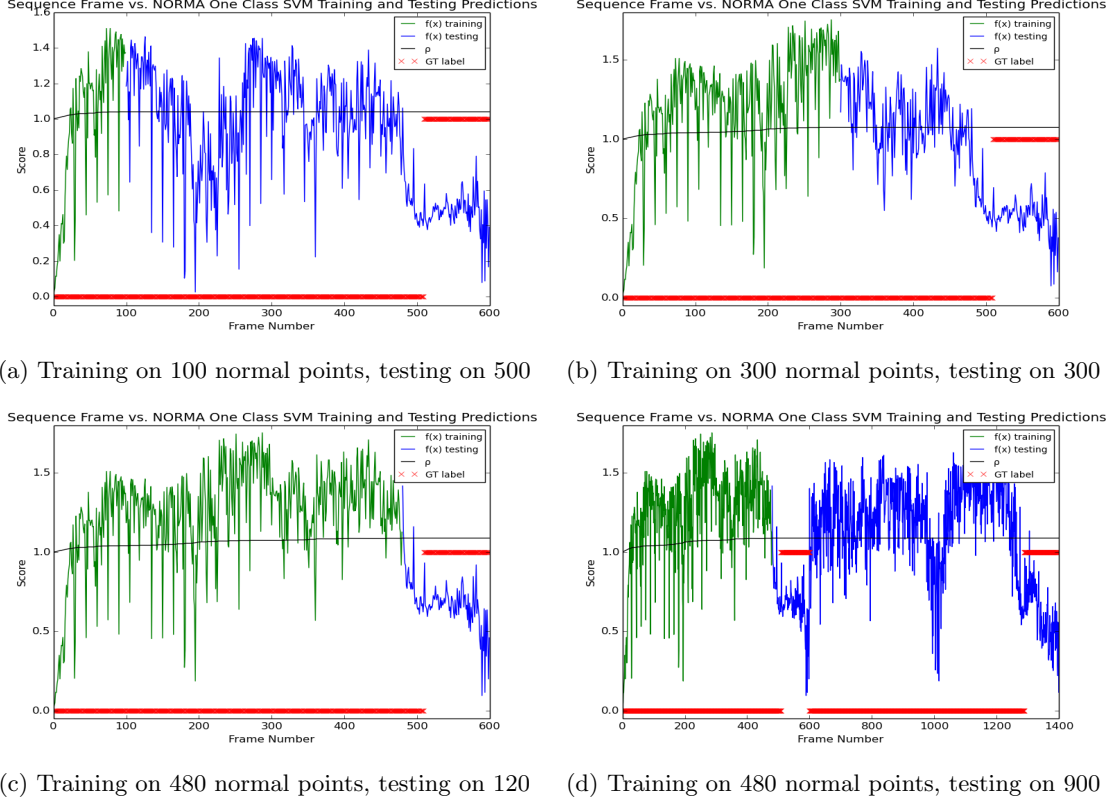 Sequence Frame vs. NORMA One Class SVM Training and Testing Predictions
1.6
1.4
1.2
1.0
0.8
0.6
0.4
0.2
0.0
Score
0 100 200 300 400 500 600
Frame Number
f(x) training
f(x) testing
ρ
GT label
(a) Training on 100 normal points, testing on 500
Sequence Frame vs. NORMA One Class SVM Training and Testing Predictions
1.5
1.0
0.5
0.0
Score
0 100 200 300 400 500 600
Frame Number
f(x) training
f(x) testing
ρ
GT label
(b) Training on 300 normal points, testing on 300
Sequence Frame vs. NORMA One Class SVM Training and Testing Predictions
1.5
1.0
0.5
0.0
Score
0 100 200 300 400 500 600
Frame Number
f(x) training
f(x) testing
ρ
GT label
(c) Training on 480 normal points, testing on 120
Sequence Frame vs. NORMA One Class SVM Training and Testing Predictions
1.5
1.0
0.5
0.0
Score
0 200 400 600 800 1000 1200 1400
Frame Number
f(x) training
f(x) testing
ρ
GT label
(d) Training on 480 normal points, testing on 900